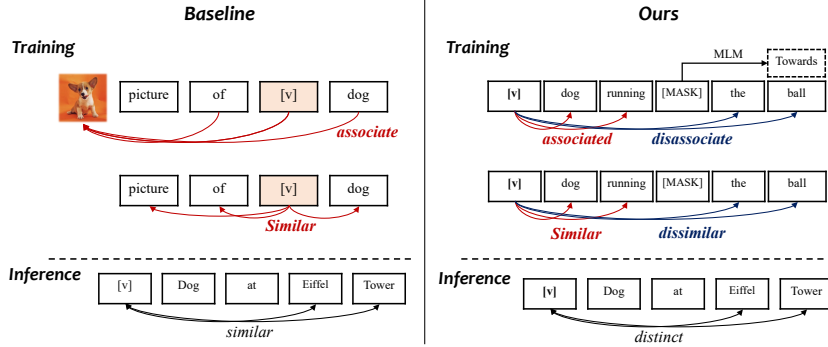 Baseline
Training
picture of [v] dog
associate
picture of [v] dog
Similar
Inference
[v] Dog at Eiffel Tower
similar
Ours
Training
MLM
Towards
[v] dog running [MASK] the ball
associated disassociate
[v] dog running [MASK] the ball
Similar dissimilar
Inference
[v] Dog at Eiffel Tower
distinct